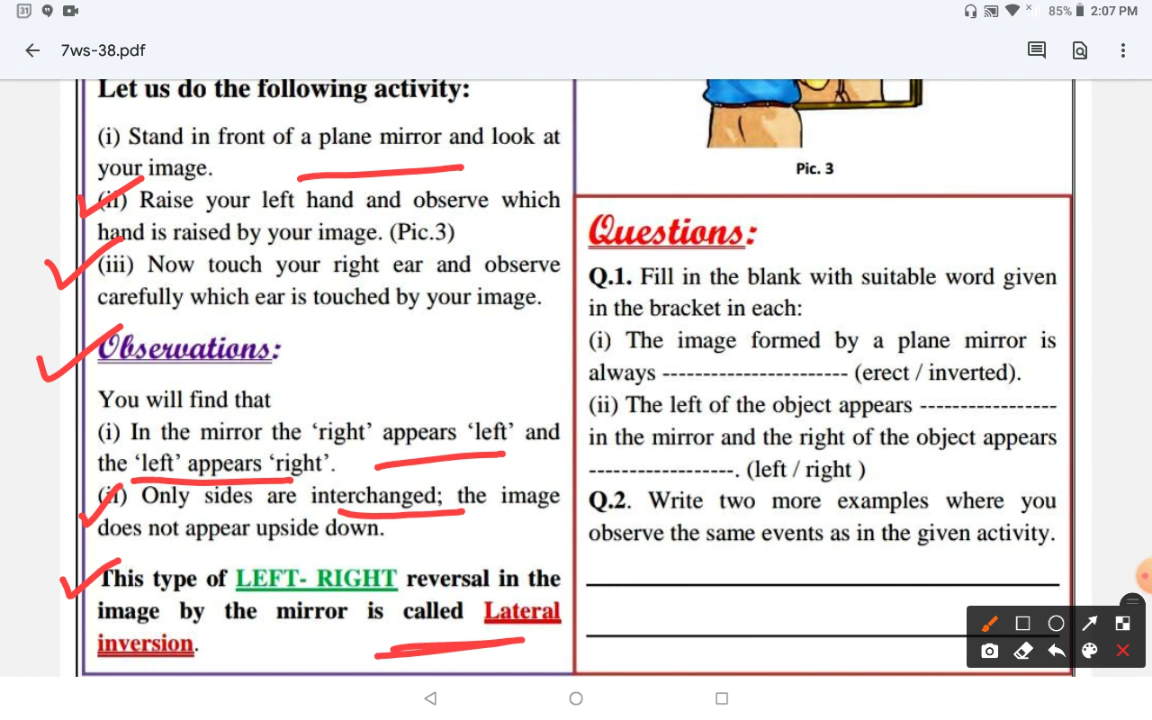 31
85% 2:07 PM
7ws-38.pdf
Let us do the following activity:
(i) Stand in front of a plane mirror and look at
your image.
(ii) Raise your left hand and observe which
hand is raised by your image. (Pic.3)
(iii) Now touch your right ear and observe
carefully which ear is touched by your image.
Observations:
You will find that
(i) In the mirror the ‘right’ appears ‘left’ and
the ‘left’ appears ‘right’.
(ii) Only sides are interchanged; the image
does not appear upside down.
This type of LEFT- RIGHT reversal in the
image by the mirror is called Lateral
inversion.
Pic. 3
Questions:
Q.1. Fill in the blank with suitable word given
in the bracket in each:
(i) The image formed by a plane mirror is
always ----------------------- (erect / inverted).
(ii) The left of the object appears -----------------
in the mirror and the right of the object appears
------------------. (left / right )
Q.2. Write two more examples where you
observe the same events as in the given activity.